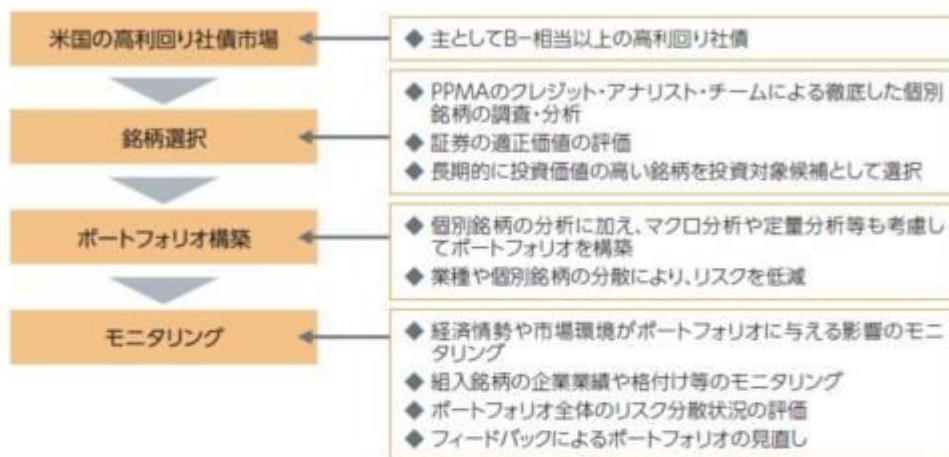 米国の高利回り社債市場
◆ 主としてB−相当以上の高利回り社債
銘柄選択
◆ PPMAのクレジット・アナリスト・チームによる徹底した個別
銘柄の調査・分析
◆ 証券の適正価値の評価
◆ 長期的に投資価値の高い銘柄を投資対象候補として選択
ポートフォリオ構築
◆ 個別銘柄の分析に加え、マクロ分析や定量分析等も考慮し
てポートフォリオを構築
◆ 業種や個別銘柄の分散により、リスクを低減
モニタリング
◆ 経済情勢や市場環境がポートフォリオに与える影響のモニ
タリング
◆ 組入銘柄の企業業績や格付け等のモニタリング
◆ ポートフォリオ全体のリスク分散状況の評価
◆ フィードバックによるポートフォリオの見直し